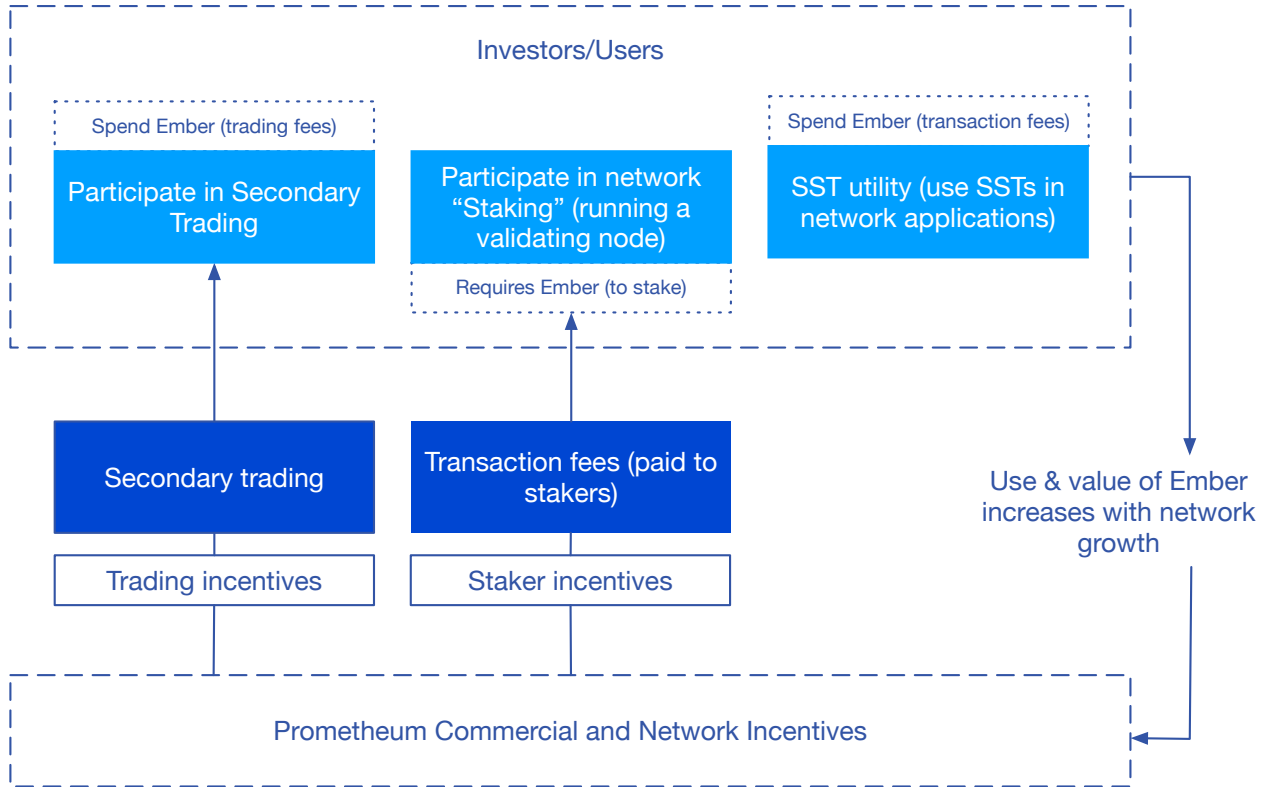 Investors/Users
Spend Ember (trading fees)
Participate in Secondary
Trading
Participate in network
“Staking” (running a
validating node)
Requires Ember (to stake)
Spend Ember (transaction fees)
SST utility (use SSTs in
network applications)
Secondary trading
Trading incentives
Transaction fees (paid to
stakers)
Staker incentives
Use & value of Ember
increases with network
growth
Prometheum Commercial and Network Incentives